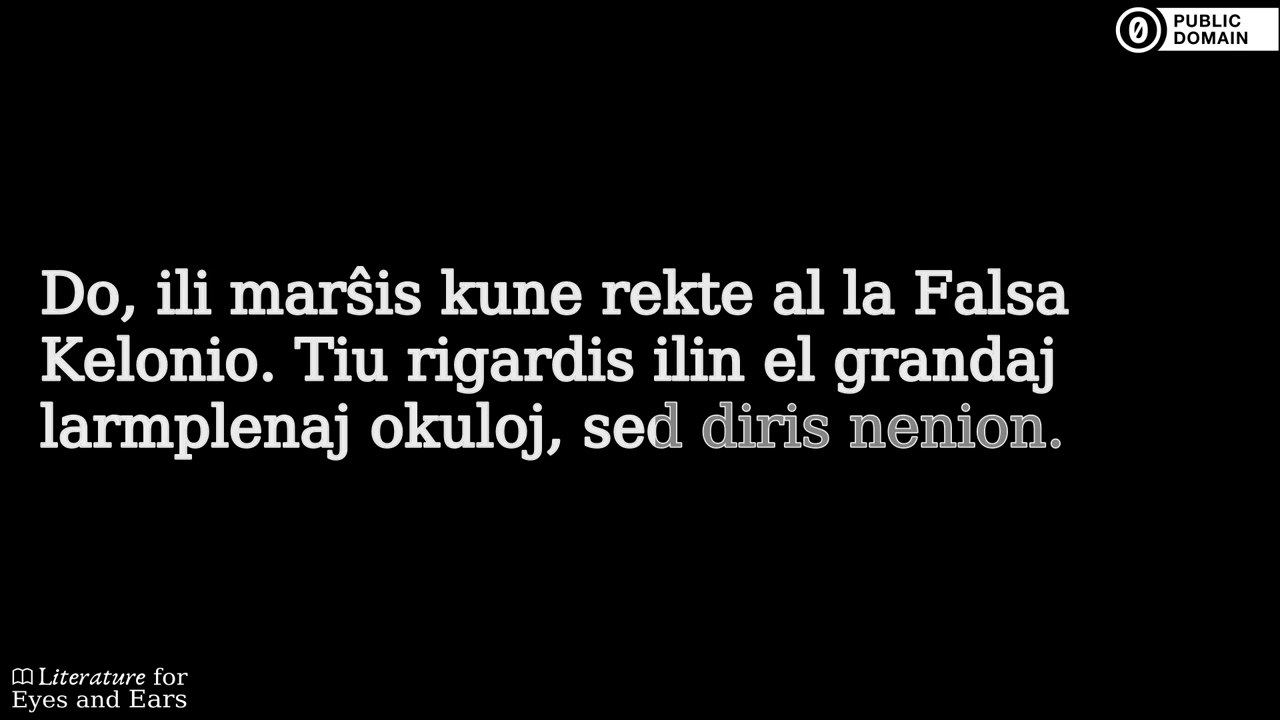 PUBLIC
DOMAIN
Do, ili marŝis kune rekte al la Falsa
Kelonio. Tiu rigardis ilin el grandaj
larmplenaj okuloj, sed diris nenion.
Literature for
Eyes and Ears